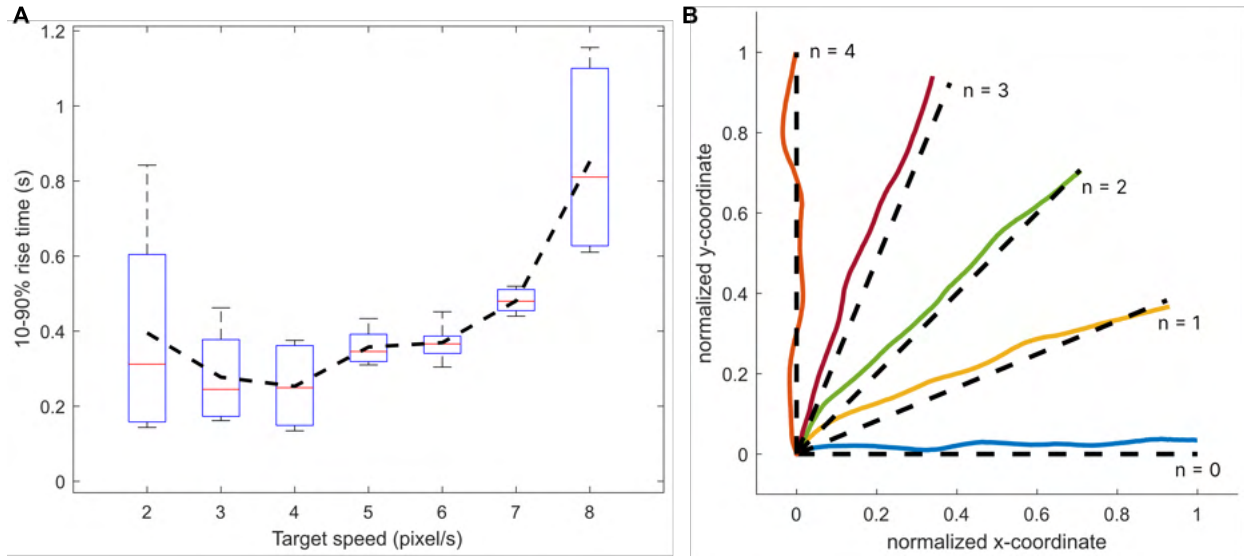 A
1.2
1
0.8
0.6
0.4
0.2
0
10-90% rise time (s)
2 3 4 5 6 7 8
Target speed (pixel/s)
B
1
0.8
0.6
0.4
0.2
0
normalized y-coordinate
n = 4
n = 3
n = 2
n = 1
n = 0
0 0.2 0.4 0.6 0.8 1
normalized x-coordinate